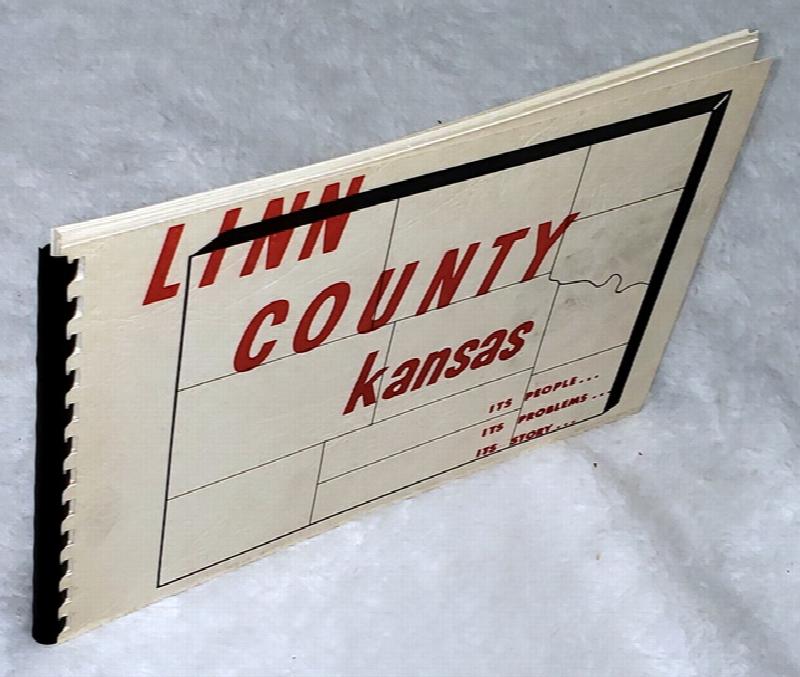 LINN
COUNTY
kansas
ITS PEOPLE...
ITS PROBLEMS...
ITS STORY...